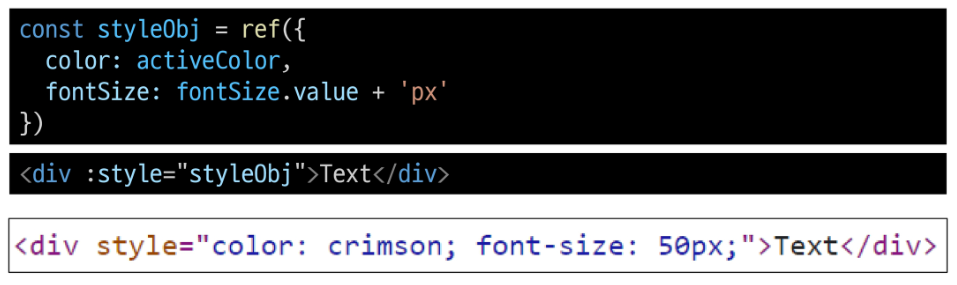 const styleObj = ref({
  color: activeColor,
  fontSize: fontSize.value + 'px'
})
<div :style="styleObj">Text</div>
<div style="color: crimson; font-size: 50px;">Text</div>